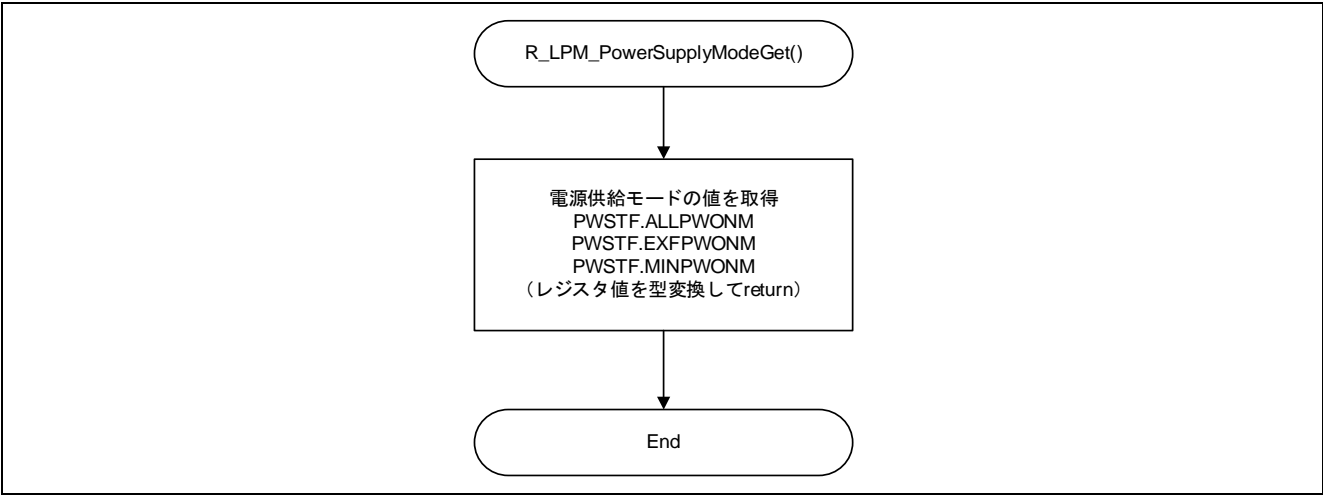 R_LPM_PowerSupplyModeGet()
電源供給モードの値を取得
PWSTF.ALLPWONM
PWSTF.EXFPWONM
PWSTF.MINPWONM
（レジスタ値を型変換してreturn）
End